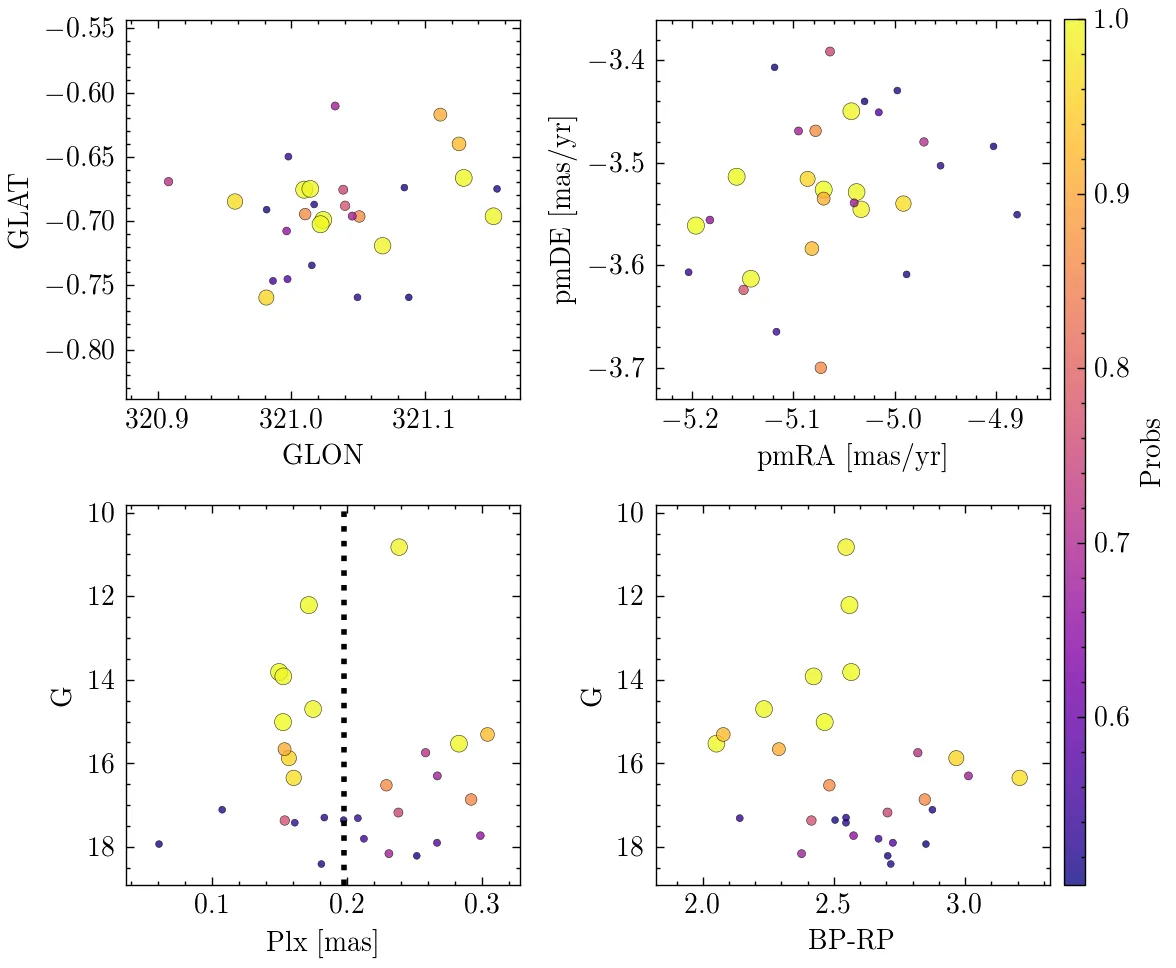 −0.55
−0.60
−0.65
−0.70
−0.75
−0.80
GLAT
320.9 321.0 321.1
GLON
−3.4
−3.5
−3.6
−3.7
pmDE [mas/yr]
−5.2 −5.1 −5.0 −4.9
pmRA [mas/yr]
1.0
0.9
0.8
0.7
0.6
Probs
10
12
14
16
18
G
0.1 0.2 0.3
Plx [mas]
10
12
14
16
18
G
2.0 2.5 3.0
BP-RP